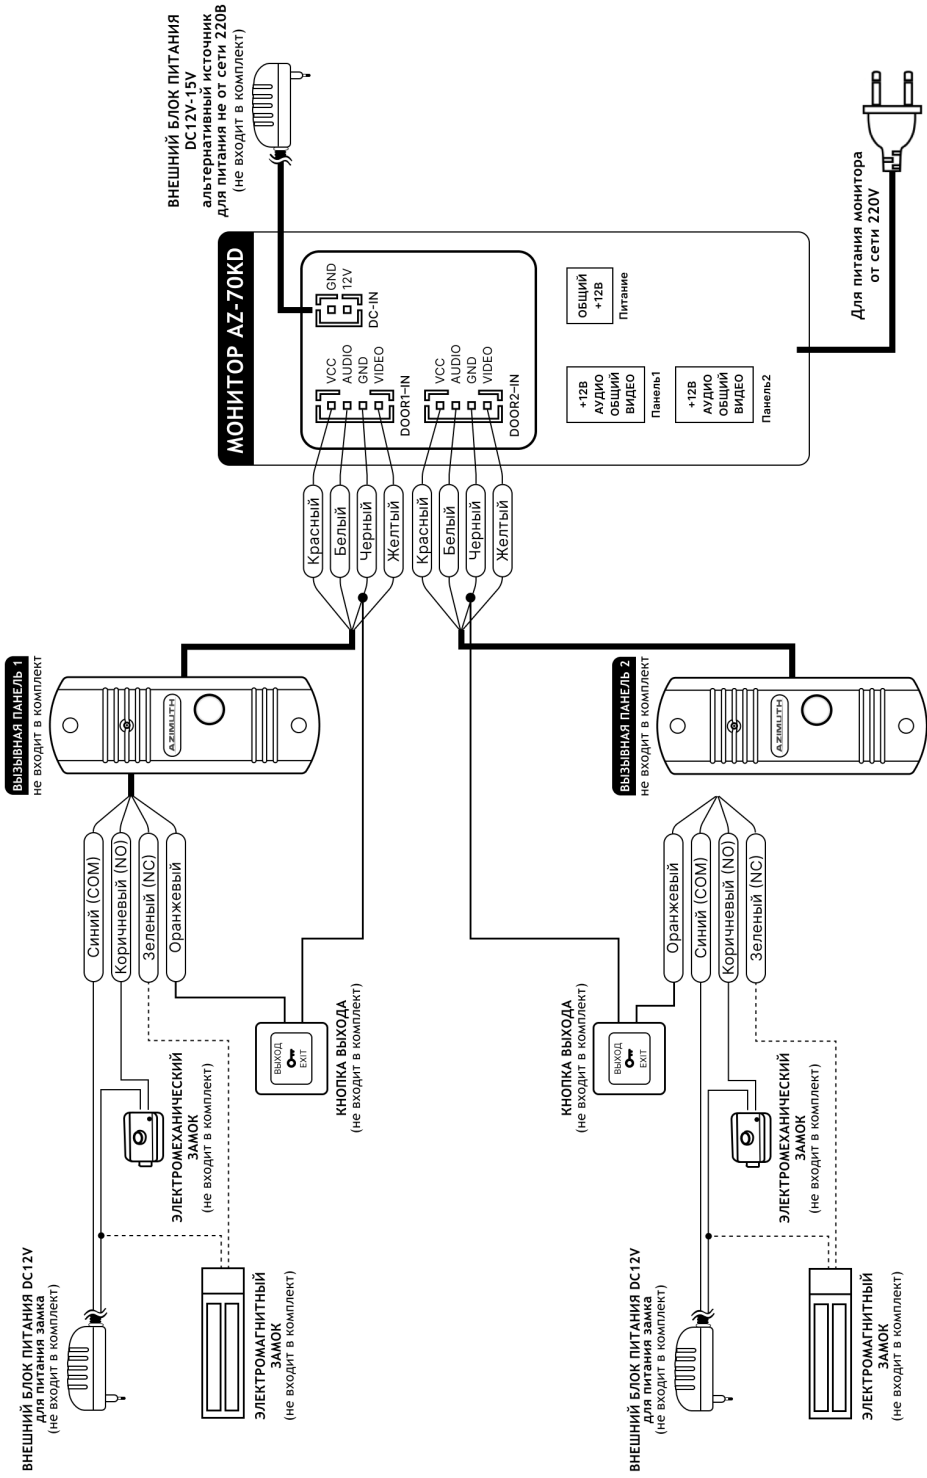 ВНЕШНИЙ БЛОК ПИТАНИЯ DC12V
для питания замка
(не входит в комплект)
ЭЛЕКТРОМЕХАНИЧЕСКИЙ
ЗАМОК
(не входит в комплект)
ЭЛЕКТРОМАГНИТНЫЙ
ЗАМОК
(не входит в комплект)
Синий (COM)
Коричневый (NO)
Зеленый (NC)
Оранжевый
ВЫХОД
EXIT
КНОПКА ВЫХОДА
(не входит в комплект)
ВЫЗЫВНАЯ ПАНЕЛЬ 1
не входит в комплект
AZIMUTH
Красный
Белый
Черный
Желтый
МОНИТОР AZ-70KD
VCC
AUDIO
GND
VIDEO
DOOR1-IN
GND
12V
DC-IN
ВНЕШНИЙ БЛОК ПИТАНИЯ
DC12V-15V
альтернативный источник
для питания не от сети 220В
(не входит в комплект)
Красный
Белый
Черный
Желтый
VCC
AUDIO
GND
VIDEO
DOOR2-IN
+12В
АУДИО
ОБЩИЙ
ВИДЕО
Панель1
ОБЩИЙ
+12В
Питание
+12В
АУДИО
ОБЩИЙ
ВИДЕО
Панель2
Для питания монитора
от сети 220V
ВЫЗЫВНАЯ ПАНЕЛЬ 2
не входит в комплект
AZIMUTH
КНОПКА ВЫХОДА
(не входит в комплект)
ВЫХОД
EXIT
Оранжевый
Синий (COM)
Коричневый (NO)
Зеленый (NC)
ВНЕШНИЙ БЛОК ПИТАНИЯ DC12V
для питания замка
(не входит в комплект)
ЭЛЕКТРОМЕХАНИЧЕСКИЙ
ЗАМОК
(не входит в комплект)
ЭЛЕКТРОМАГНИТНЫЙ
ЗАМОК
(не входит в комплект)